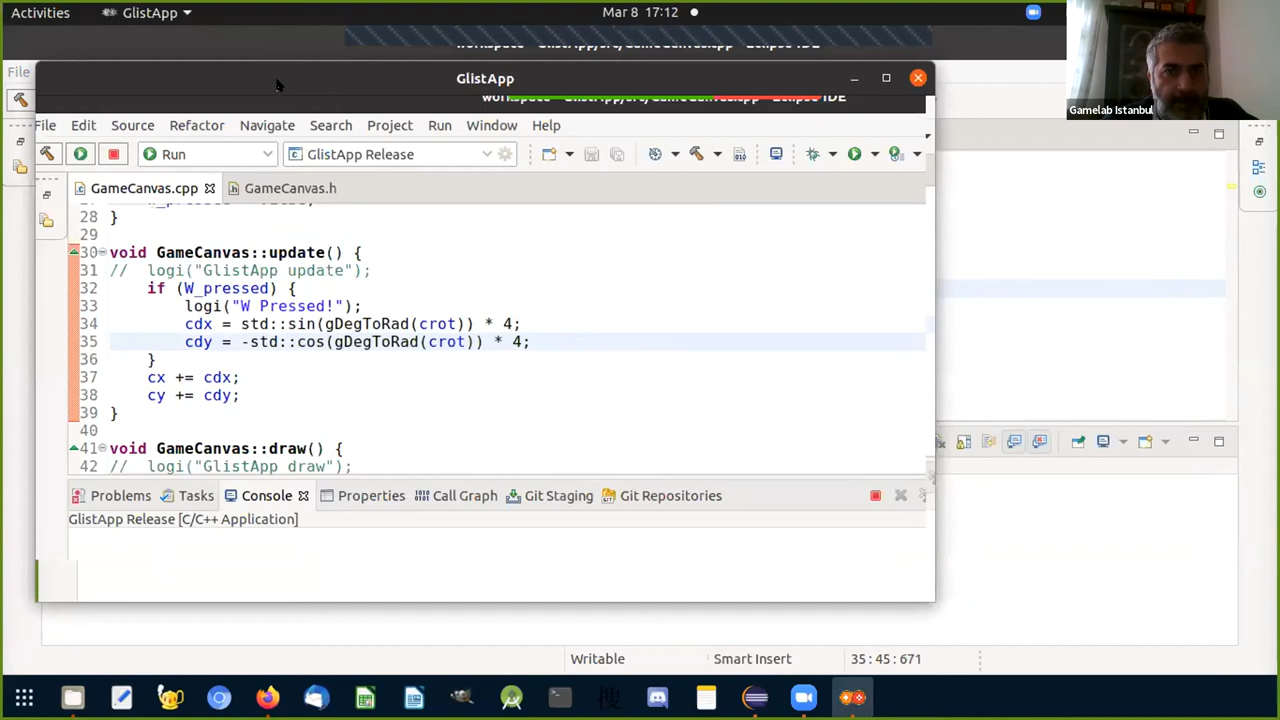 Activities
GlistApp
Mar 8 17:12
File
GlistApp
File Edit Source Refactor Navigate Search Project Run Window Help
Run
GlistApp Release
GameCanvas.cpp
GameCanvas.h
28 }
29
30 void GameCanvas::update() {
31 // logi("GlistApp update");
32 if (W_pressed) {
33 logi("W Pressed!");
34 cdx = std::sin(gDegToRad(crot)) * 4;
35 cdy = -std::cos(gDegToRad(crot)) * 4;
36 }
37 cx += cdx;
38 cy += cdy;
39 }
40
41 void GameCanvas::draw() {
42 // logi("GlistApp draw");
Problems Tasks Console Properties Call Graph Git Staging Git Repositories
GlistApp Release [C/C++ Application]
Writable
Smart Insert
35 : 45 : 671
Gamelab Istanbul